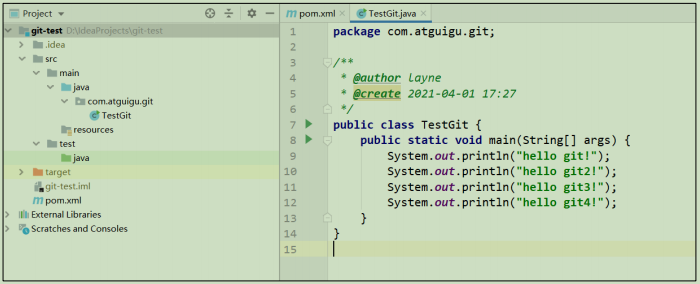 Project
git-test D:\IdeaProjects\git-test
.idea
src
main
java
com.atguigu.git
TestGit
resources
test
java
target
git-test.iml
pom.xml
External Libraries
Scratches and Consoles
pom.xml
TestGit.java
1 package com.atguigu.git;
2
3 /**
4 * @author layne
5 * @create 2021-04-01 17:27
6 */
7 public class TestGit {
8 public static void main(String[] args) {
9 System.out.println("hello git!");
10 System.out.println("hello git2!");
11 System.out.println("hello git3!");
12 System.out.println("hello git4!");
13 }
14 }
15